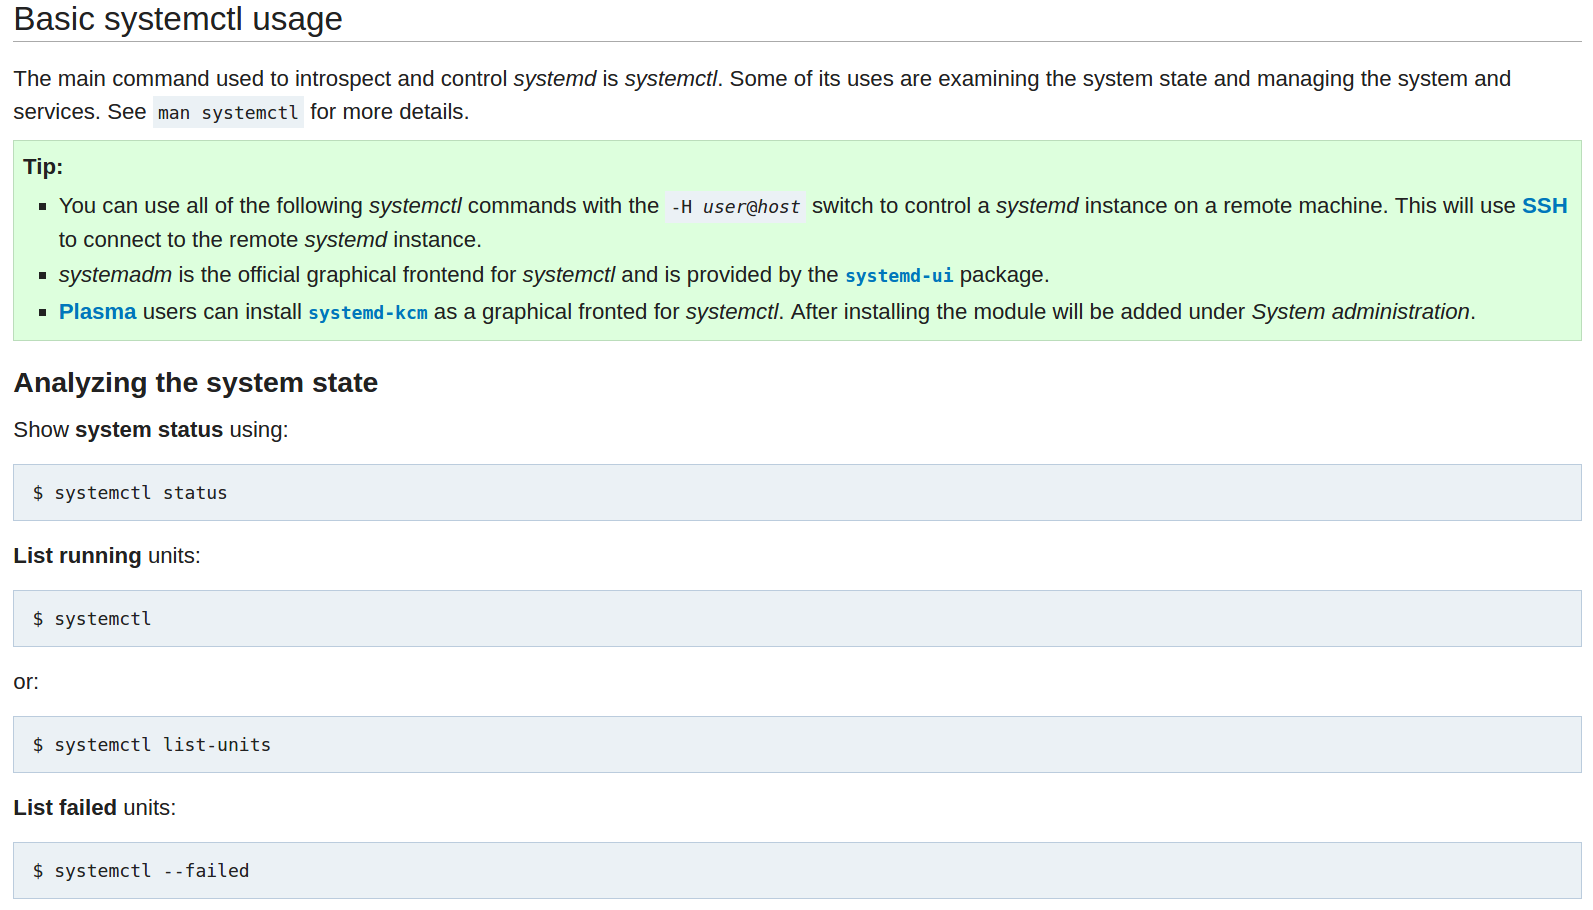 Basic systemctl usage
The main command used to introspect and control systemd is systemctl. Some of its uses are examining the system state and managing the system and
services. See man systemctl for more details.
Tip:
You can use all of the following systemctl commands with the -H user@host switch to control a systemd instance on a remote machine. This will use SSH
to connect to the remote systemd instance.
systemadm is the official graphical frontend for systemctl and is provided by the systemd-ui package.
Plasma users can install systemd-kcm as a graphical fronted for systemctl. After installing the module will be added under System administration.
Analyzing the system state
Show system status using:
$ systemctl status
List running units:
$ systemctl
or:
$ systemctl list-units
List failed units:
$ systemctl --failed